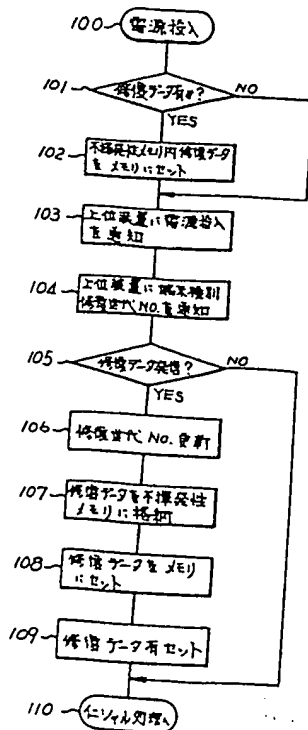 100 電源投入
101 修復データ有り? NO
YES
102 不揮発性メモリ内修復データ
をメモリにセット
103 上位装置に電源投入
を通知
104 上位装置に端末種別
修復世代NO.を通知
105 修復データ発信? NO
YES
106 修復世代NO.更新
107 修復データを不揮発性
メモリに格納
108 修復データをメモリ
にセット
109 修復データ有セット
110 イニシャル処理へ